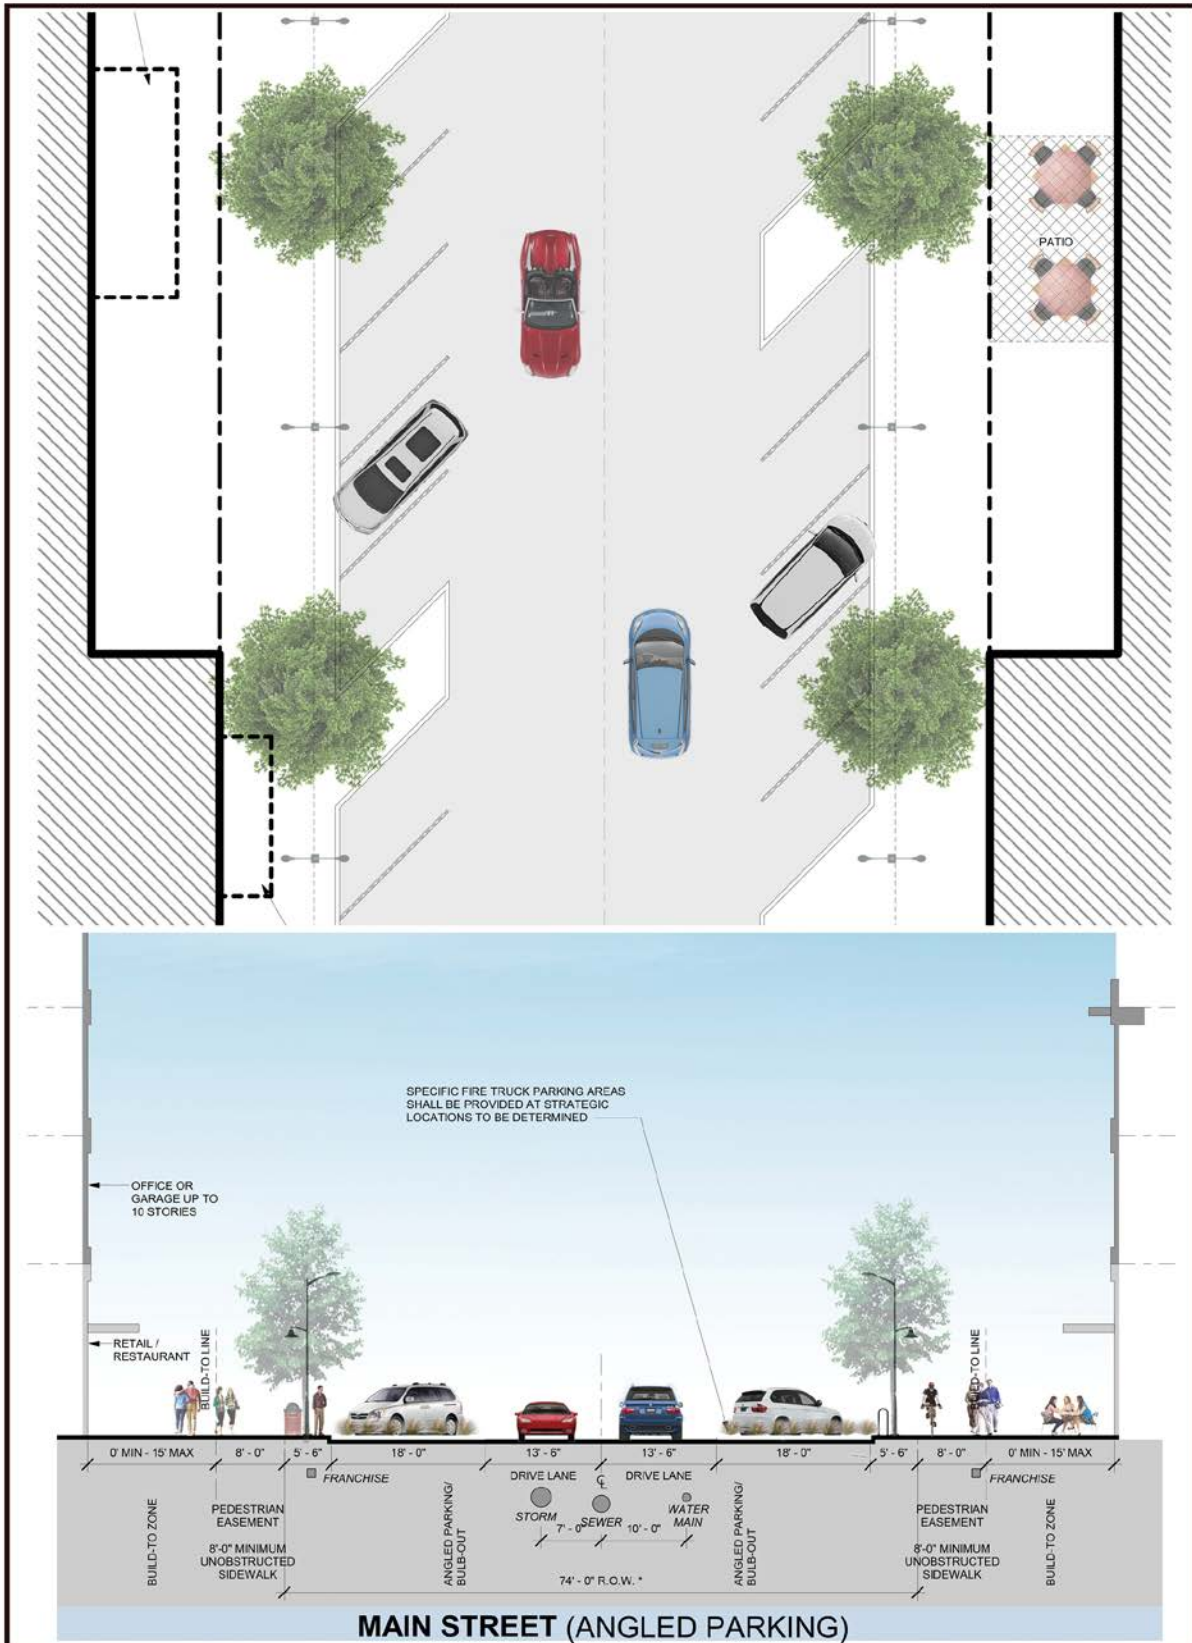 PATIO
SPECIFIC FIRE TRUCK PARKING AREAS
SHALL BE PROVIDED AT STRATEGIC
LOCATIONS TO BE DETERMINED
OFFICE OR
GARAGE UP TO
10 STORIES
RETAIL /
RESTAURANT
BUILD-TO LINE
BUILD-TO LINE
0' MIN - 15' MAX
8' - 0"
5' - 6"
18' - 0"
13' - 6"
13' - 6"
18' - 0"
5' - 6"
8' - 0"
0' MIN - 15' MAX
FRANCHISE
DRIVE LANE
CL
DRIVE LANE
FRANCHISE
BUILD-TO ZONE
PEDESTRIAN
EASEMENT
8'-0" MINIMUM
UNOBSTRUCTED
SIDEWALK
ANGLED PARKING/
BULB-OUT
STORM
SEWER
WATER
MAIN
7' - 0"
10' - 0"
ANGLED PARKING/
BULB-OUT
PEDESTRIAN
EASEMENT
8'-0" MINIMUM
UNOBSTRUCTED
SIDEWALK
BUILD-TO ZONE
74' - 0" R.O.W. *
MAIN STREET (ANGLED PARKING)